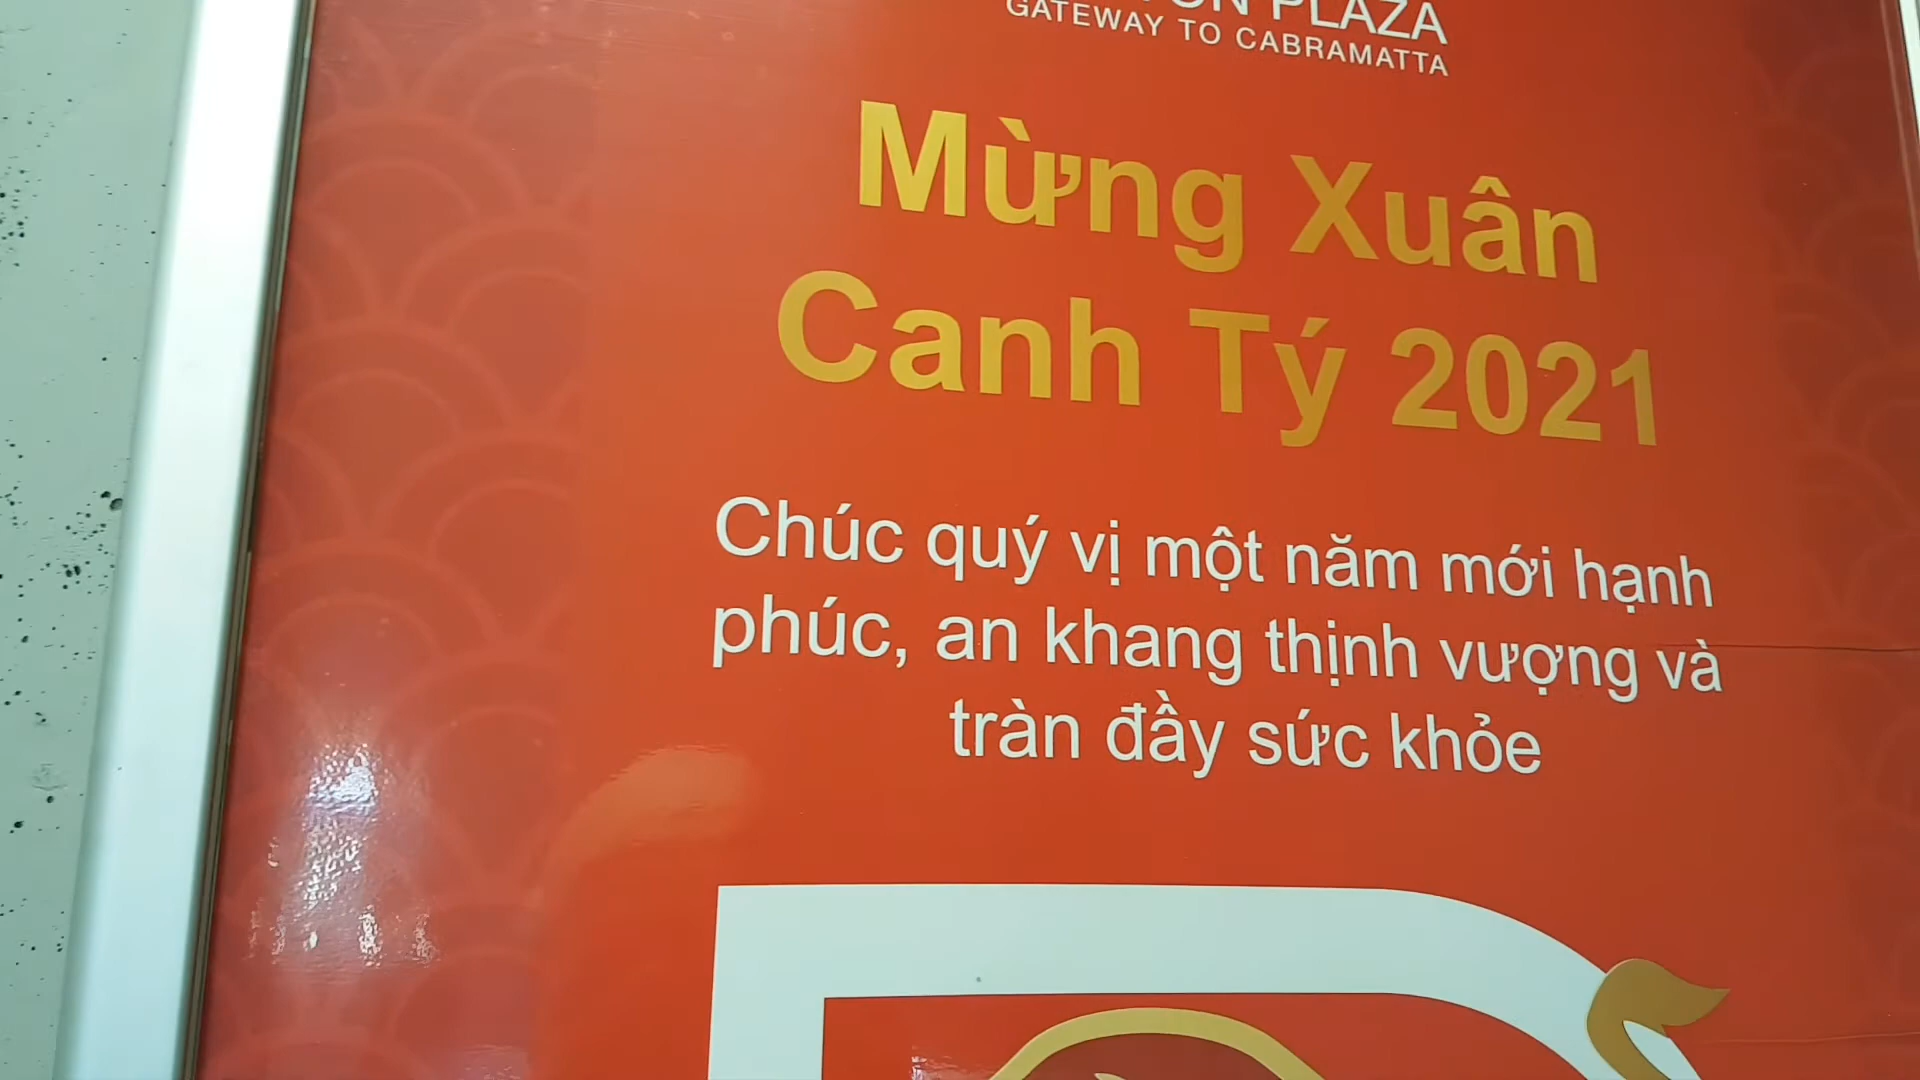 PLAZA
GATEWAY TO CABRAMATTA
Mừng Xuân
Canh Tý 2021
Chúc quý vị một năm mới hạnh
phúc, an khang thịnh vượng và
tràn đầy sức khỏe